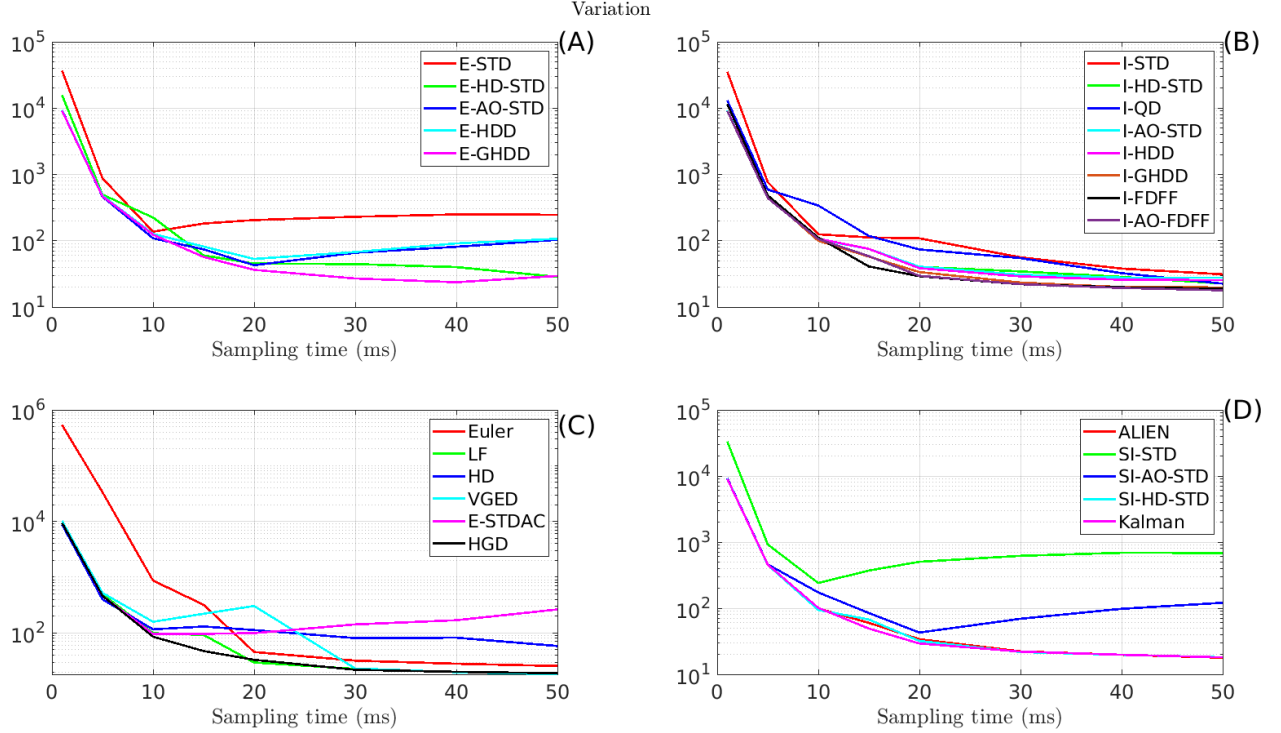 Variation
(A)
10^5
10^4
10^3
10^2
10^1
0 10 20 30 40 50
Sampling time (ms)
E-STD
E-HD-STD
E-AO-STD
E-HDD
E-GHDD
(B)
10^5
10^4
10^3
10^2
10^1
0 10 20 30 40 50
Sampling time (ms)
I-STD
I-HD-STD
I-QD
I-AO-STD
I-HDD
I-GHDD
I-FDFF
I-AO-FDFF
(C)
10^6
10^4
10^2
0 10 20 30 40 50
Sampling time (ms)
Euler
LF
HD
VGED
E-STDAC
HGD
(D)
10^5
10^4
10^3
10^2
10^1
0 10 20 30 40 50
Sampling time (ms)
ALIEN
SI-STD
SI-AO-STD
SI-HD-STD
Kalman